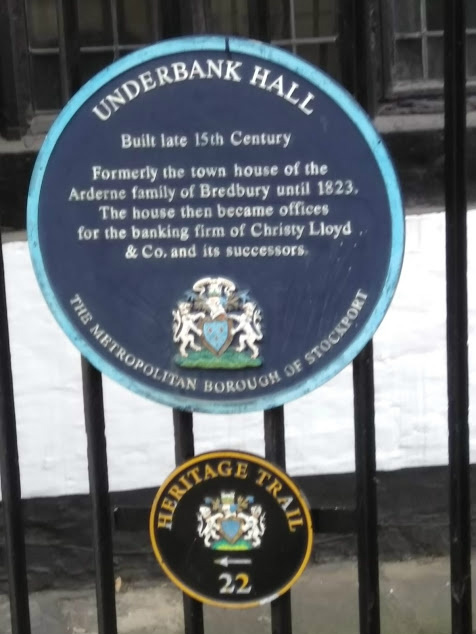 UNDERBANK HALL
Built late 15th Century
Formerly the town house of the
Arderne family of Bredbury until 1823.
The house then became offices
for the banking firm of Christy Lloyd
& Co. and its successors.
THE METROPOLITAN BOROUGH OF STOCKPORT
HERITAGE TRAIL
22